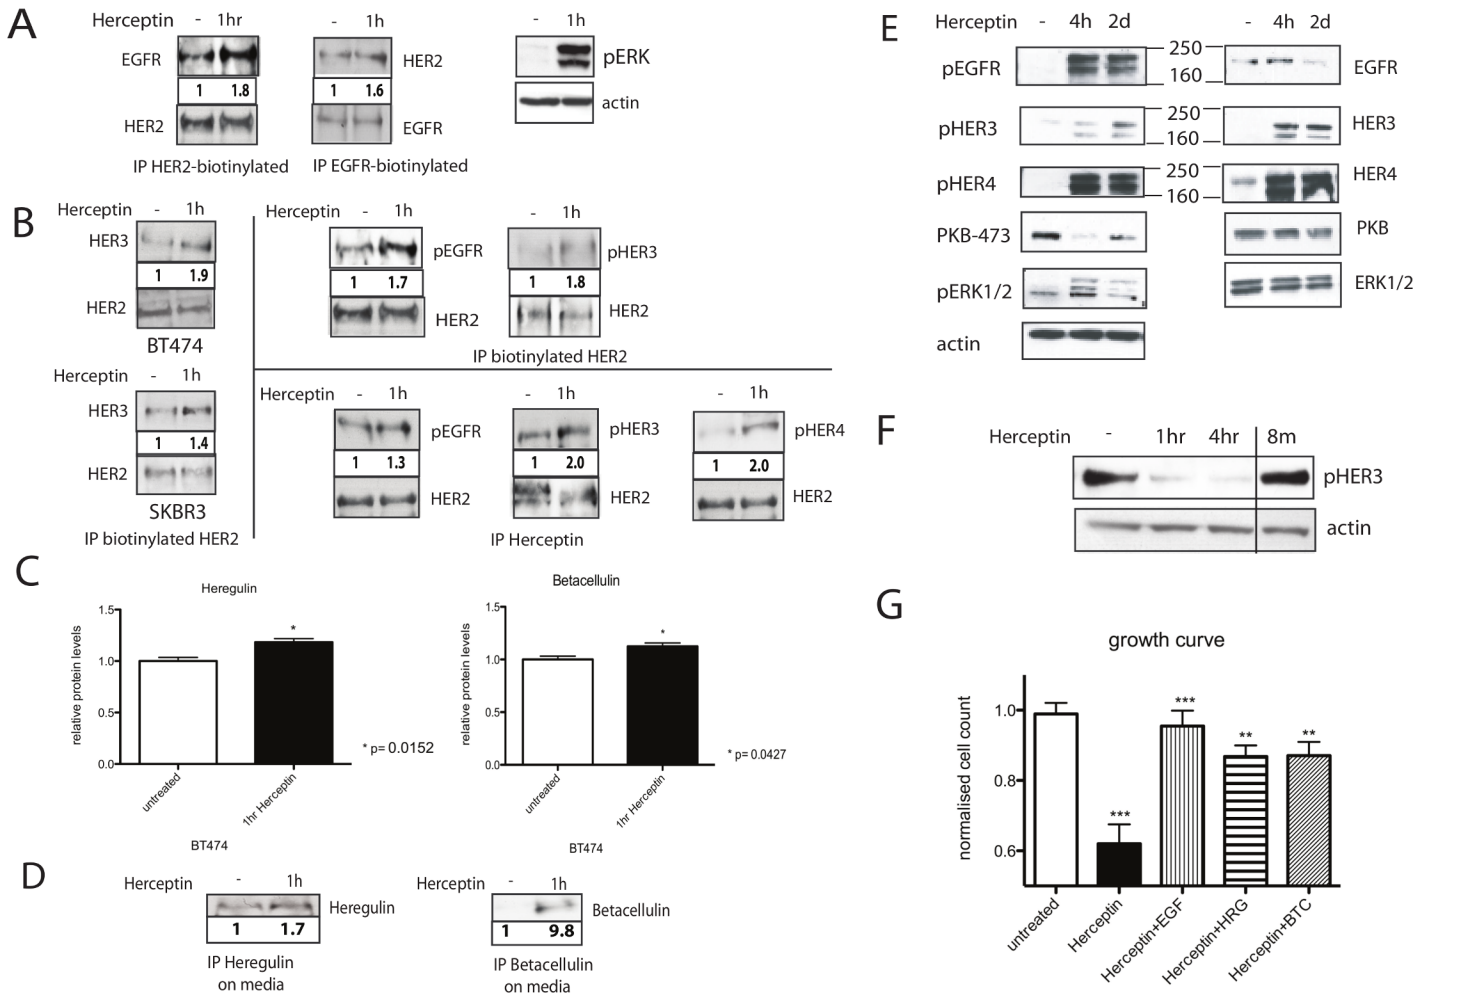 A
Herceptin - 1hr
EGFR
1 1.8
HER2
IP HER2-biotinylated
- 1h
HER2
1 1.6
EGFR
IP EGFR-biotinylated
- 1h
pERK
actin
B
Herceptin - 1h
HER3
1 1.9
HER2
BT474
Herceptin - 1h
HER3
1 1.4
HER2
SKBR3
IP biotinylated HER2
Herceptin - 1h
pEGFR
1 1.7
HER2
- 1h
pHER3
1 1.8
HER2
IP biotinylated HER2
Herceptin - 1h
pEGFR
1 1.3
HER2
- 1h
pHER3
1 2.0
HER2
- 1h
pHER4
1 2.0
HER2
IP Herceptin
C
Heregulin
relative protein levels
1.5
1.0
0.5
0.0
*
* p= 0.0152
untreated
1hr Herceptin
BT474
Betacellulin
relative protein levels
1.5
1.0
0.5
0.0
*
* p= 0.0427
untreated
1hr Herceptin
BT474
D
Herceptin - 1h
Heregulin
1 1.7
IP Heregulin
on media
Herceptin - 1h
Betacellulin
1 9.8
IP Betacellulin
on media
E
Herceptin - 4h 2d
- 4h 2d
pEGFR
250
160
EGFR
pHER3
250
160
HER3
pHER4
250
160
HER4
PKB-473
PKB
pERK1/2
ERK1/2
actin
F
Herceptin - 1hr 4hr 8m
pHER3
actin
G
growth curve
normalised cell count
1.0
0.8
0.6
***
***
**
**
untreated
Herceptin
Herceptin+EGF
Herceptin+HRG
Herceptin+BTC